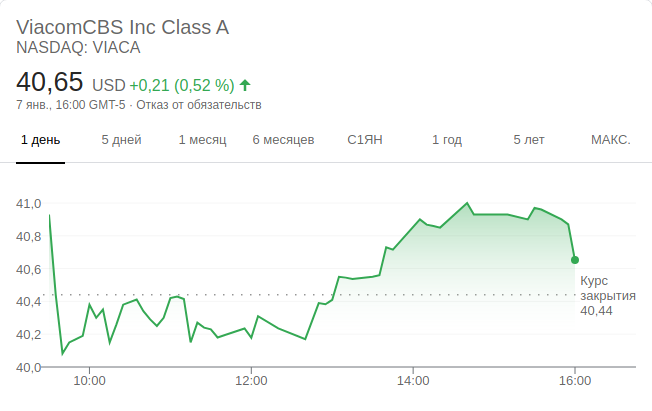 ViacomCBS Inc Class A
NASDAQ: VIACA
40,65 USD +0,21 (0,52 %) ↑
7 янв., 16:00 GMT-5 · Отказ от обязательств
1 день 5 дней 1 месяц 6 месяцев С1ЯН 1 год 5 лет МАКС.
41,0
40,8
40,6
40,4
40,2
40,0
Курс
закрытия
40,44
10:00 12:00 14:00 16:00